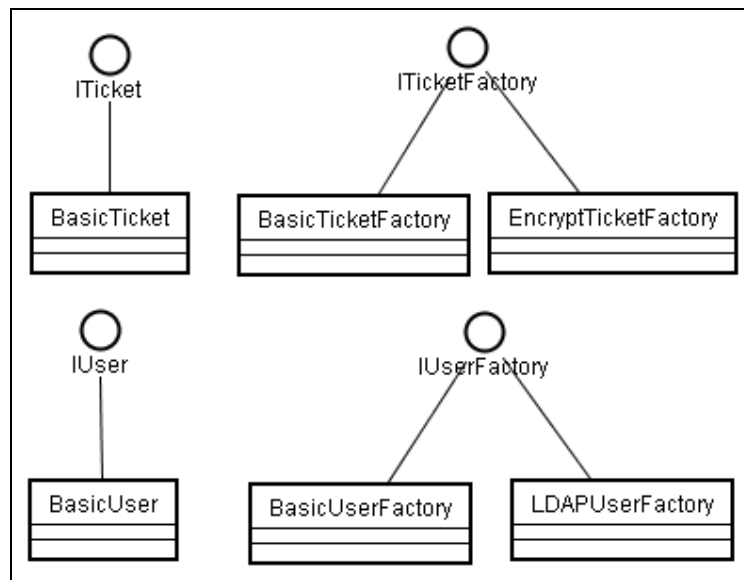 ITicket
ITicketFactory
BasicTicket
BasicTicketFactory
EncryptTicketFactory
IUser
IUserFactory
BasicUser
BasicUserFactory
LDAPUserFactory